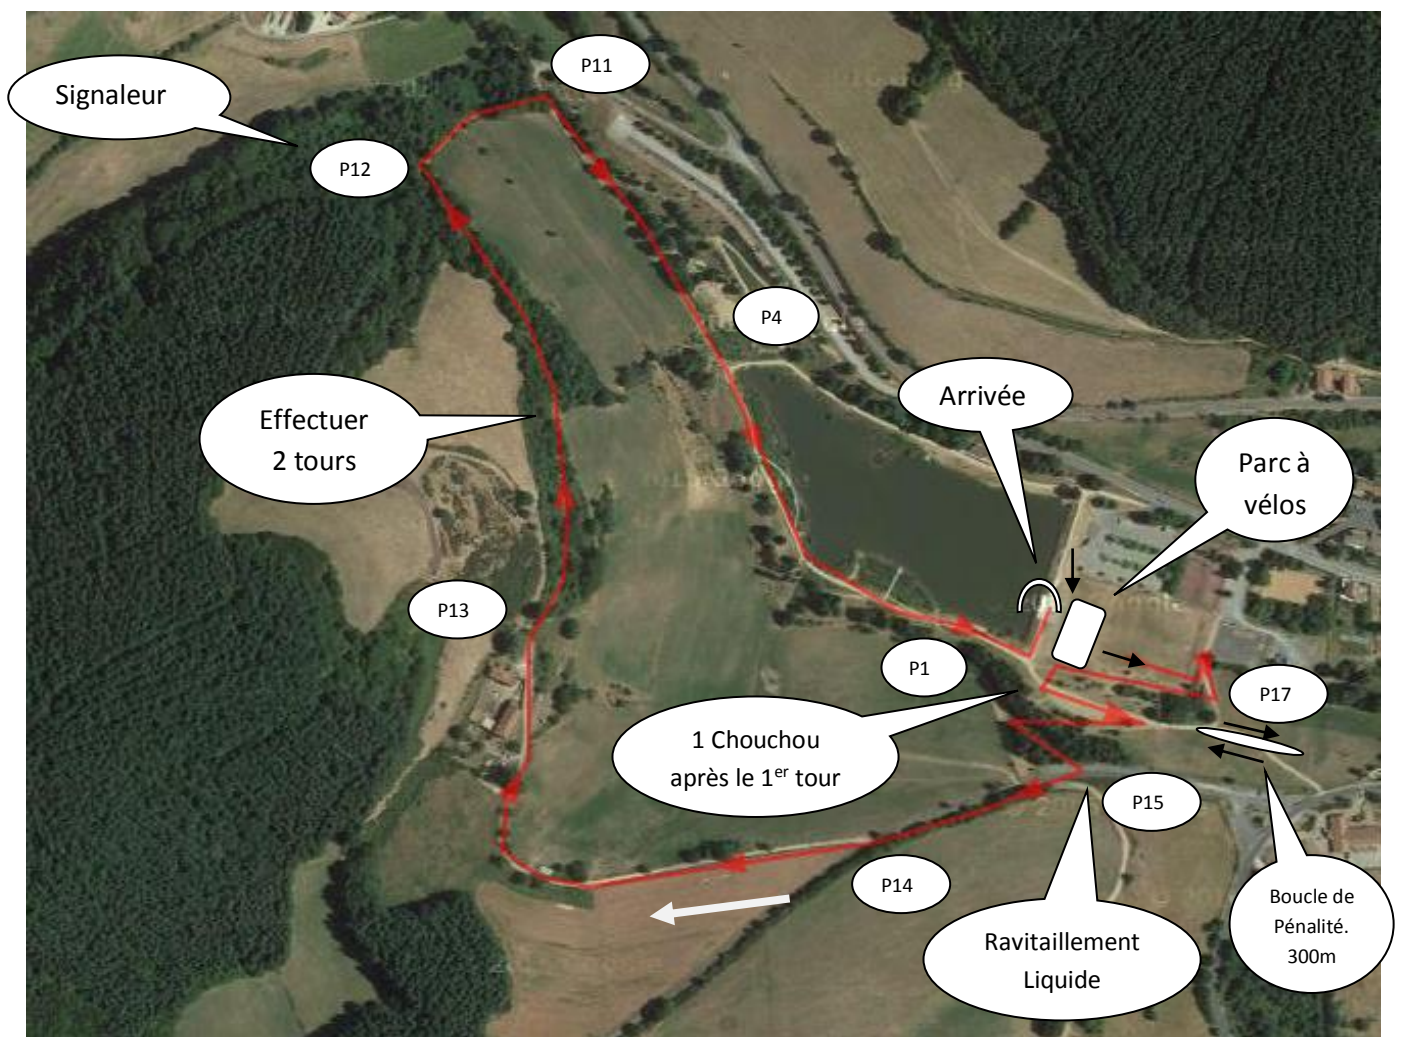 P11
Signaleur
P12
P4
Effectuer
2 tours
Arrivée
Parc à
vélos
P13
P1
P17
1 Chouchou
après le 1er tour
P15
P14
Boucle de
Pénalité.
300m
Ravitaillement
Liquide